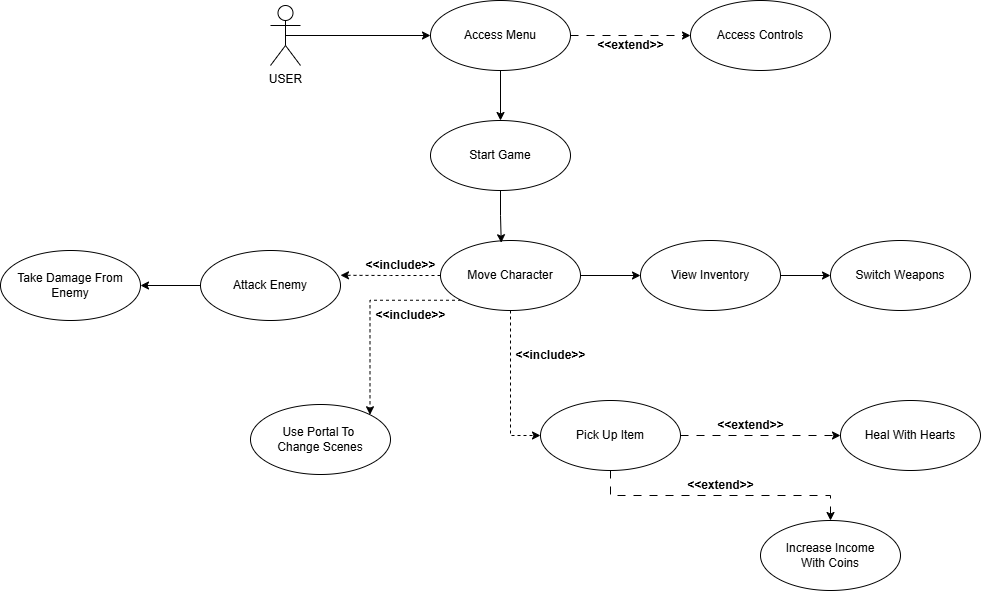 Access Menu
<<extend>>
Access Controls
USER
Start Game
Take Damage From
Enemy
Attack Enemy
<<include>>
Move Character
View Inventory
Switch Weapons
<<include>>
<<include>>
Use Portal To
Change Scenes
Pick Up Item
<<extend>>
Heal With Hearts
<<extend>>
Increase Income
With Coins